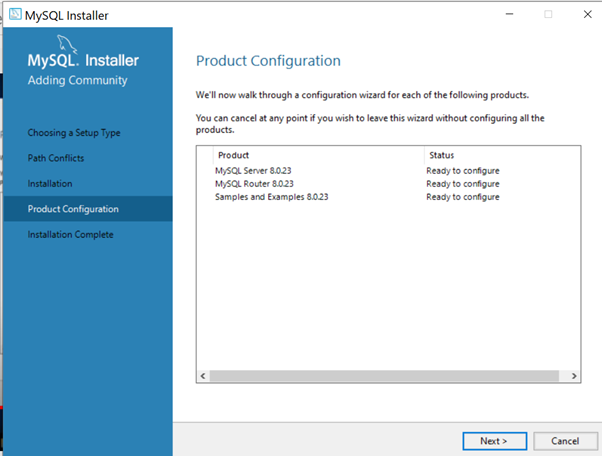 MySQL Installer
MySQL. Installer
Adding Community
Choosing a Setup Type
Path Conflicts
Installation
Product Configuration
Installation Complete
Product Configuration
We'll now walk through a configuration wizard for each of the following products.
You can cancel at any point if you wish to leave this wizard without configuring all the
products.
Product Status
MySQL Server 8.0.23 Ready to configure
MySQL Router 8.0.23 Ready to configure
Samples and Examples 8.0.23 Ready to configure
Next > Cancel